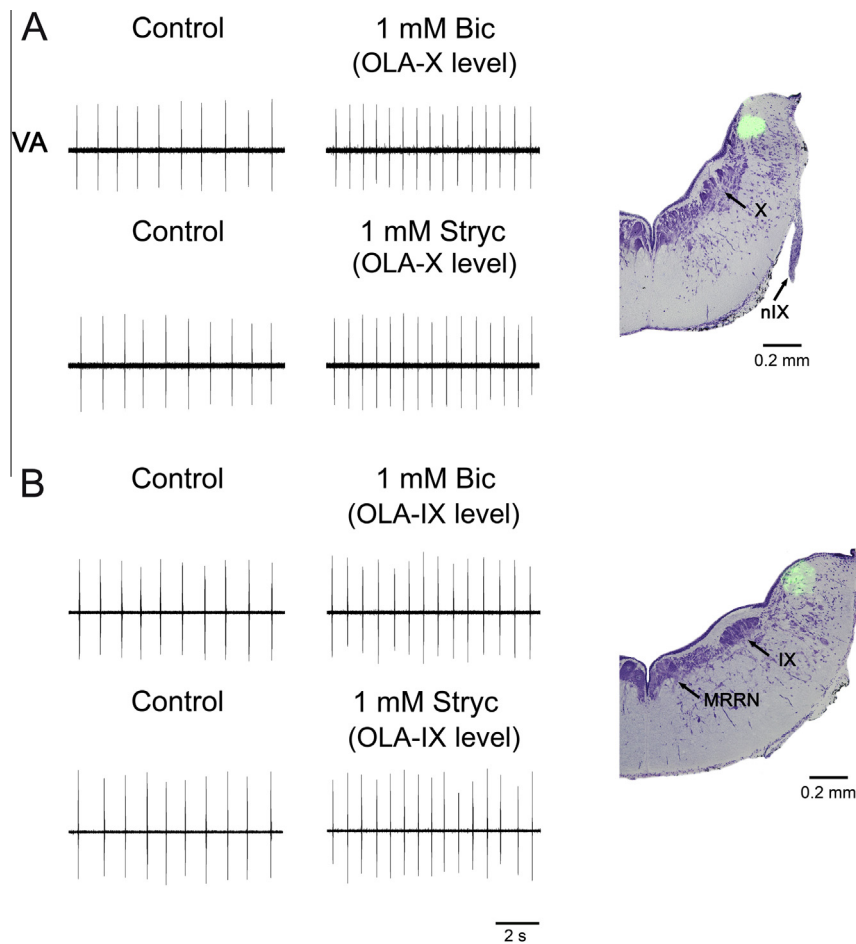 A
Control
1 mM Bic
(OLA-X level)
VA
Control
1 mM Stryc
(OLA-X level)
X
nIX
0.2 mm
B
Control
1 mM Bic
(OLA-IX level)
Control
1 mM Stryc
(OLA-IX level)
IX
MRRN
0.2 mm
2 s